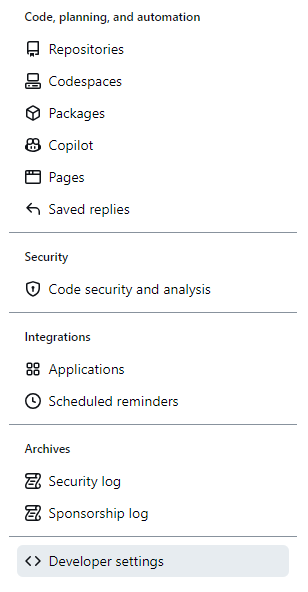 Code, planning, and automation
Repositories
Codespaces
Packages
Copilot
Pages
Saved replies
Security
Code security and analysis
Integrations
Applications
Scheduled reminders
Archives
Security log
Sponsorship log
Developer settings